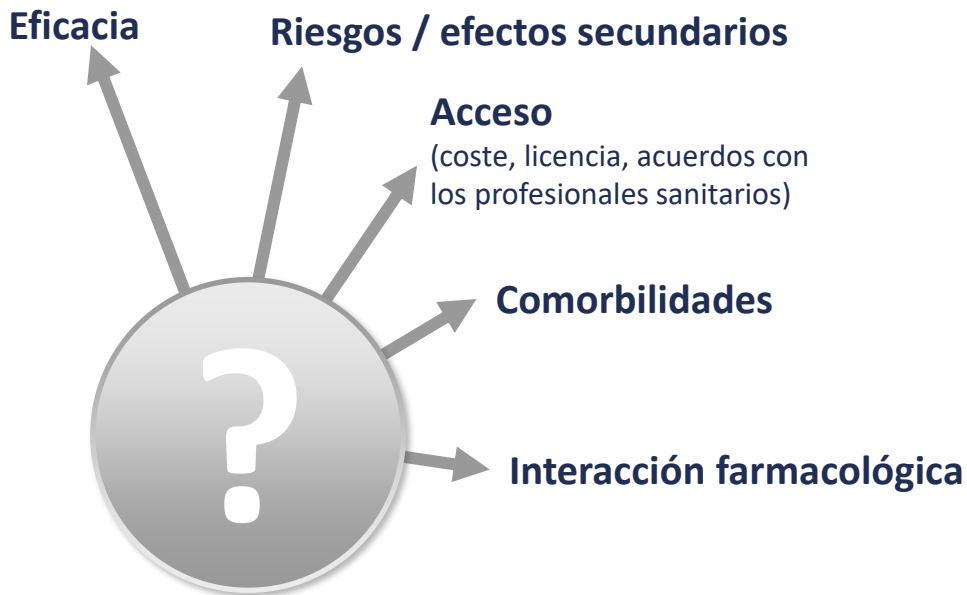 Eficacia
Riesgos / efectos secundarios
Acceso
(coste, licencia, acuerdos con
los profesionales sanitarios)
Comorbilidades
?
Interacción farmacológica